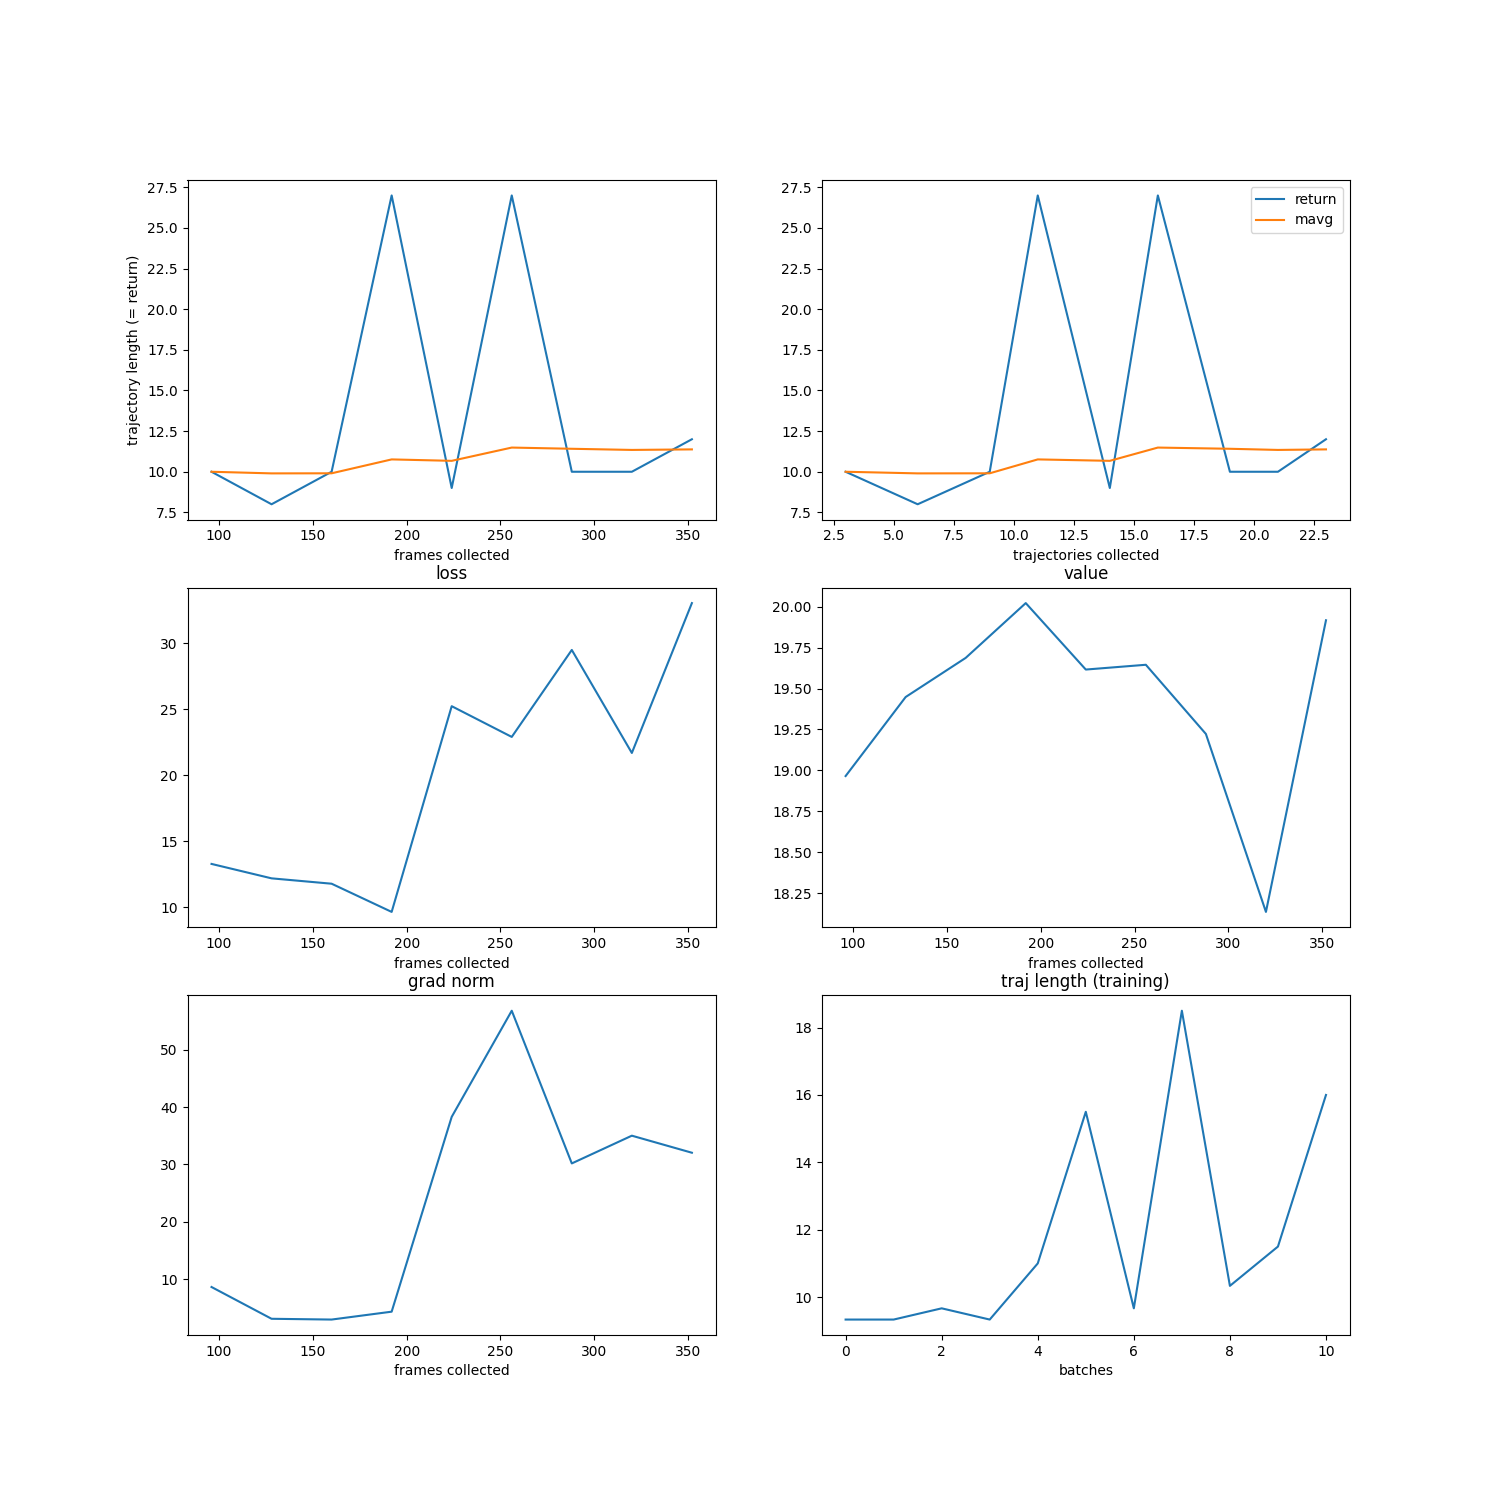 27.5
25.0
22.5
20.0
17.5
15.0
12.5
10.0
7.5
trajectory length (= return)
100 150 200 250 300 350
frames collected
27.5
25.0
22.5
20.0
17.5
15.0
12.5
10.0
7.5
return
mavg
2.5 5.0 7.5 10.0 12.5 15.0 17.5 20.0 22.5
trajectories collected
loss
30
25
20
15
10
100 150 200 250 300 350
frames collected
value
20.00
19.75
19.50
19.25
19.00
18.75
18.50
18.25
100 150 200 250 300 350
frames collected
grad norm
50
40
30
20
10
100 150 200 250 300 350
frames collected
traj length (training)
18
16
14
12
10
0 2 4 6 8 10
batches